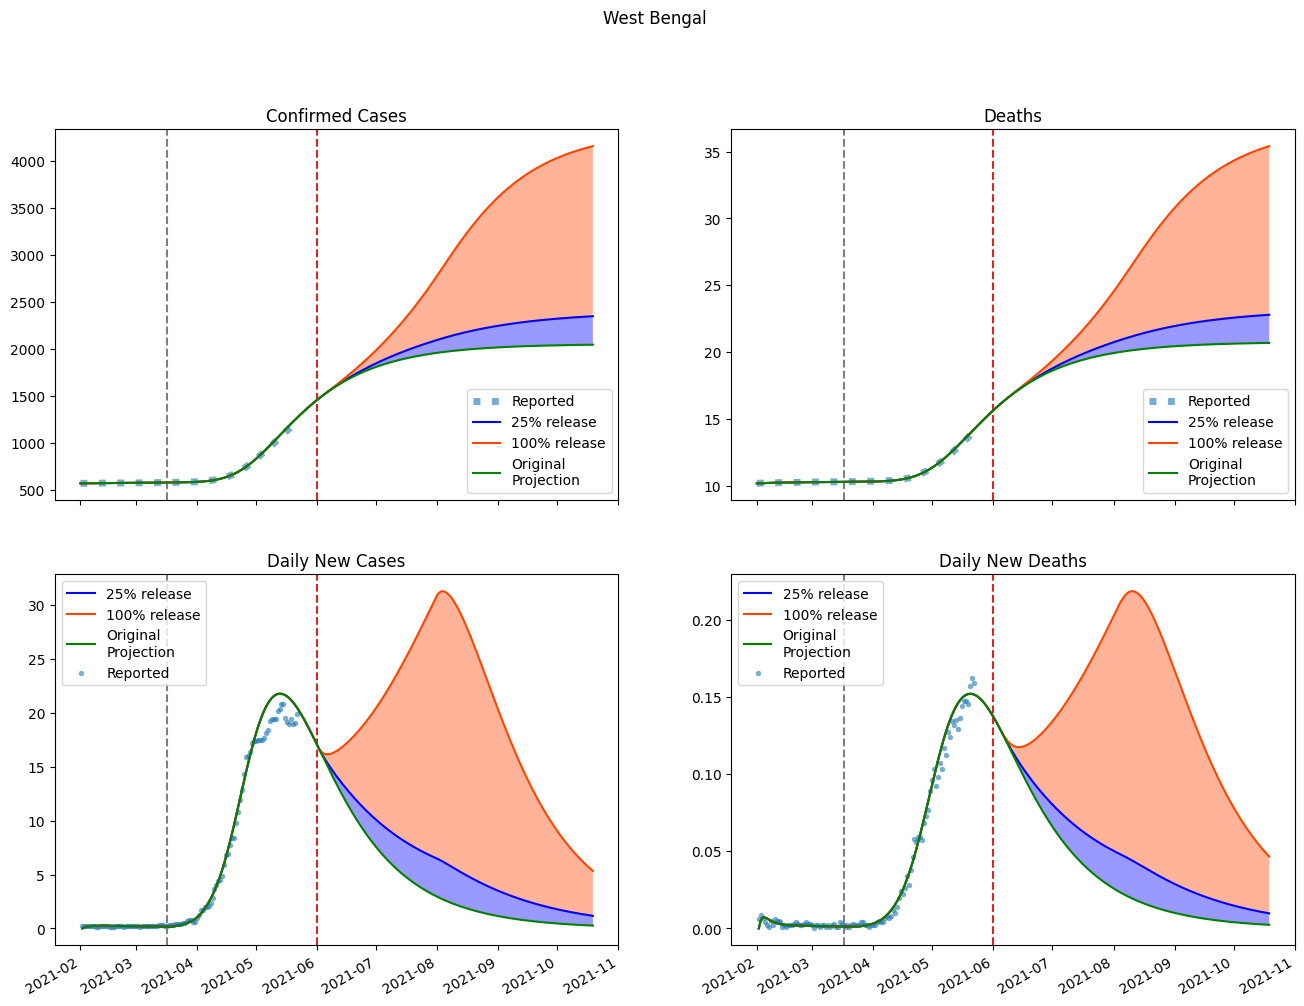 West Bengal
Confirmed Cases
4000
3500
3000
2500
2000
1500
1000
500
Reported
25% release
100% release
Original
Projection
Deaths
35
30
25
20
15
10
Reported
25% release
100% release
Original
Projection
Daily New Cases
30
25
20
15
10
5
0
25% release
100% release
Original
Projection
Reported
2021-02
2021-03
2021-04
2021-05
2021-06
2021-07
2021-08
2021-09
2021-10
2021-11
Daily New Deaths
0.20
0.15
0.10
0.05
0.00
25% release
100% release
Original
Projection
Reported
2021-02
2021-03
2021-04
2021-05
2021-06
2021-07
2021-08
2021-09
2021-10
2021-11